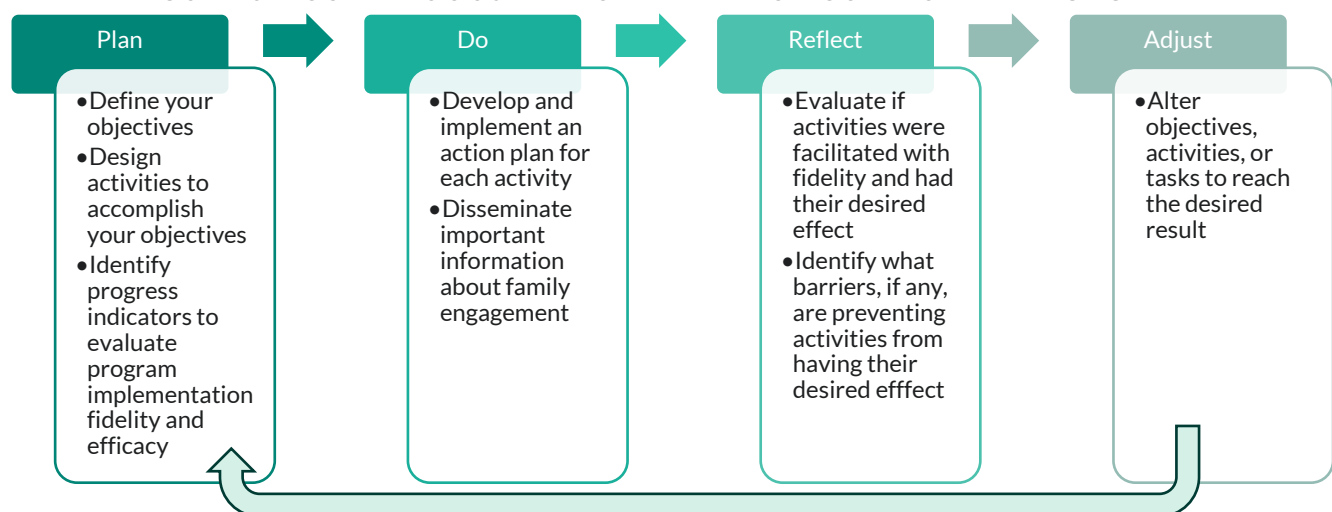 Plan
•Define your
objectives
•Design
activities to
accomplish
your objectives
•Identify
progress
indicators to
evaluate
program
implementation
fidelity and
efficacy
Do
•Develop and
implement an
action plan for
each activity
•Disseminate
important
information
about family
engagement
Reflect
•Evaluate if
activities were
facilitated with
fidelity and had
their desired
effect
•Identify what
barriers, if any,
are preventing
activities from
having their
desired efffect
Adjust
•Alter
objectives,
activities, or
tasks to reach
the desired
result